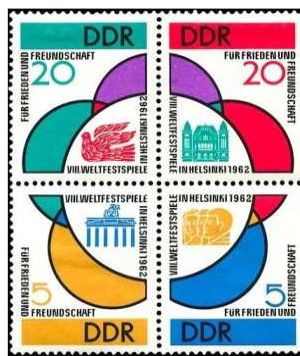 DDR
FÜR FRIEDEN UND
FREUNDSCHAFT
20
VIII. WELTFESTSPIELE
IN HELSINKI 1962
DDR
FÜR FRIEDEN UND
FREUNDSCHAFT
20
VIII. WELTFESTSPIELE
IN HELSINKI 1962
VIII. WELTFESTSPIELE
IN HELSINKI 1962
5
FÜR FRIEDEN UND
FREUNDSCHAFT
DDR
VIII. WELTFESTSPIELE
IN HELSINKI 1962
5
FÜR FRIEDEN UND
FREUNDSCHAFT
DDR